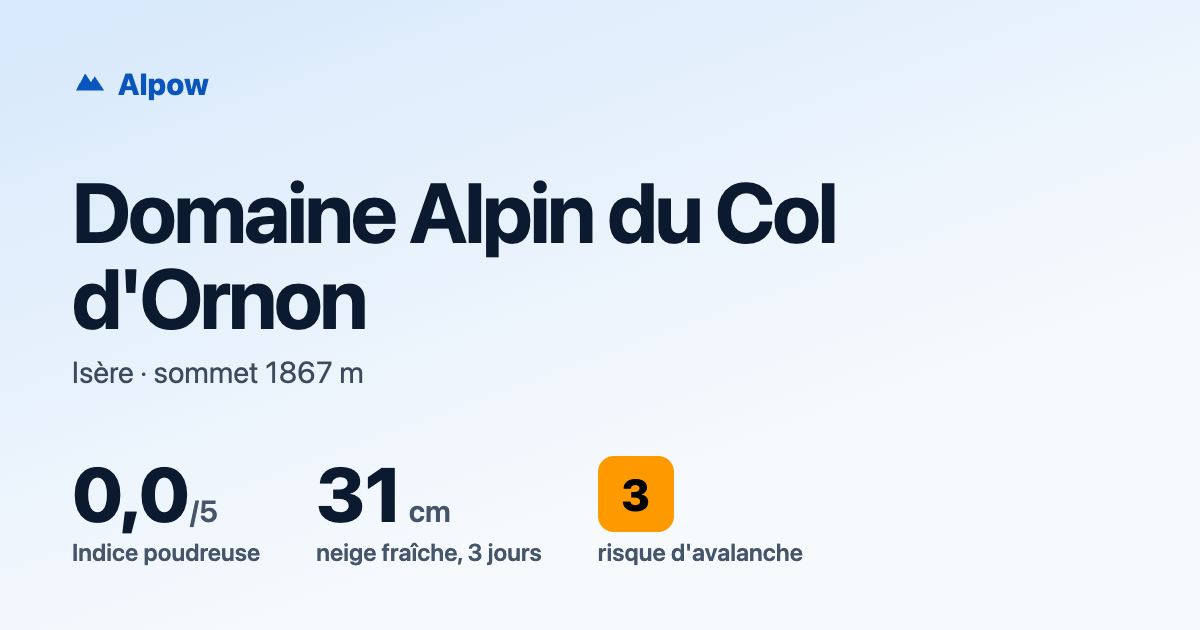 Alpow
Domaine Alpin du Col
d'Ornon
Isère · sommet 1867 m
0,0/5
Indice poudreuse
31 cm
neige fraîche, 3 jours
3
risque d'avalanche